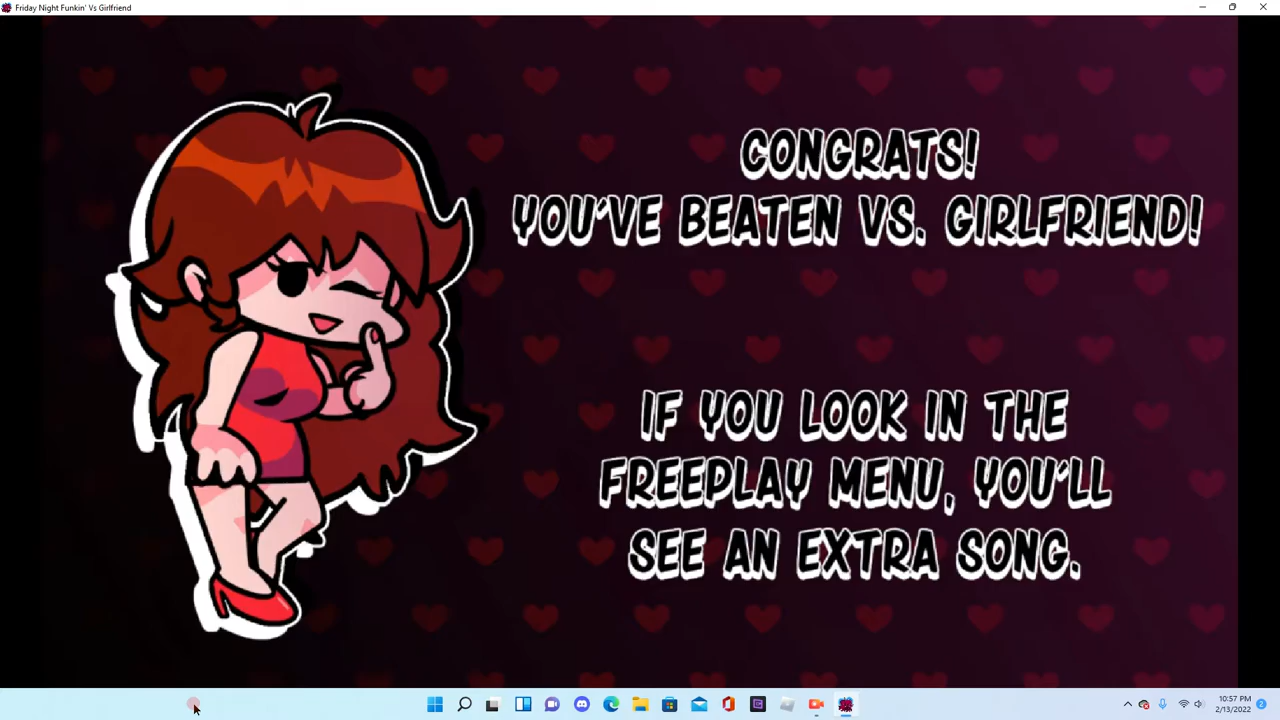 Friday Night Funkin' Vs Girlfriend
CONGRATS!
YOU'VE BEATEN VS. GIRLFRIEND!
IF YOU LOOK IN THE
FREEPLAY MENU, YOU'LL
SEE AN EXTRA SONG.
10:57 PM
2/13/2022
2